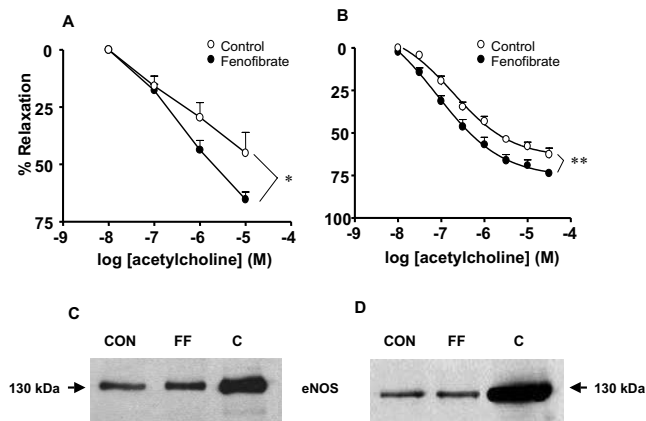 A
B
Control
Fenofibrate
Control
Fenofibrate
0
25
50
75
% Relaxation
*
-9 -8 -7 -6 -5 -4
log [acetylcholine] (M)
0
25
50
75
100
**
-9 -8 -7 -6 -5 -4
log [acetylcholine] (M)
C
D
CON FF C
CON FF C
130 kDa
eNOS
130 kDa